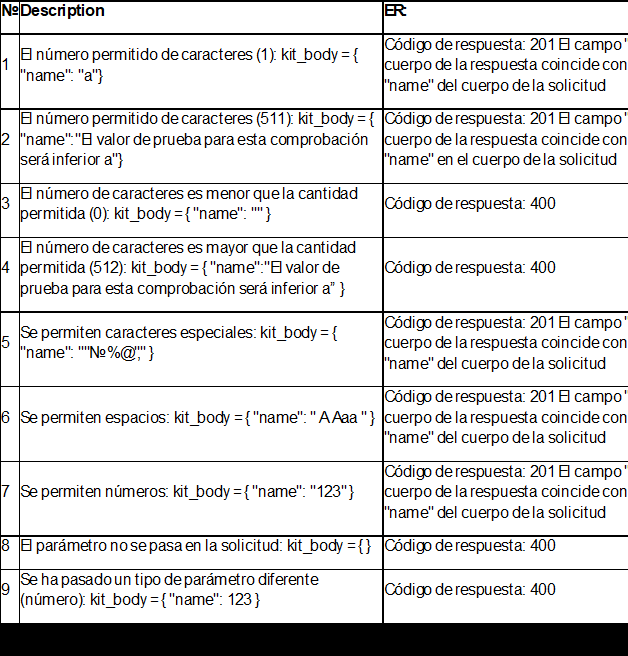 № Description ER:
1 El número permitido de caracteres (1): kit_body = {
"name": "a"}
Código de respuesta: 201 El campo "
cuerpo de la respuesta coincide con
"name" del cuerpo de la solicitud
2 El número permitido de caracteres (511): kit_body = {
"name":"El valor de prueba para esta comprobación
será inferior a"}
Código de respuesta: 201 El campo "
cuerpo de la respuesta coincide con
"name" en el cuerpo de la solicitud
3 El número de caracteres es menor que la cantidad
permitida (0): kit_body = { "name": "" }
Código de respuesta: 400
4 El número de caracteres es mayor que la cantidad
permitida (512): kit_body = { "name":"El valor de
prueba para esta comprobación será inferior a” }
Código de respuesta: 400
5 Se permiten caracteres especiales: kit_body = {
"name": ""№%@"," }
Código de respuesta: 201 El campo "
cuerpo de la respuesta coincide con
"name" del cuerpo de la solicitud
6 Se permiten espacios: kit_body = { "name": " A Aaa " }
Código de respuesta: 201 El campo "
cuerpo de la respuesta coincide con
"name" del cuerpo de la solicitud
7 Se permiten números: kit_body = { "name": "123" }
Código de respuesta: 201 El campo "
cuerpo de la respuesta coincide con
"name" del cuerpo de la solicitud
8 El parámetro no se pasa en la solicitud: kit_body = { }
Código de respuesta: 400
9 Se ha pasado un tipo de parámetro diferente
(número): kit_body = { "name": 123 }
Código de respuesta: 400